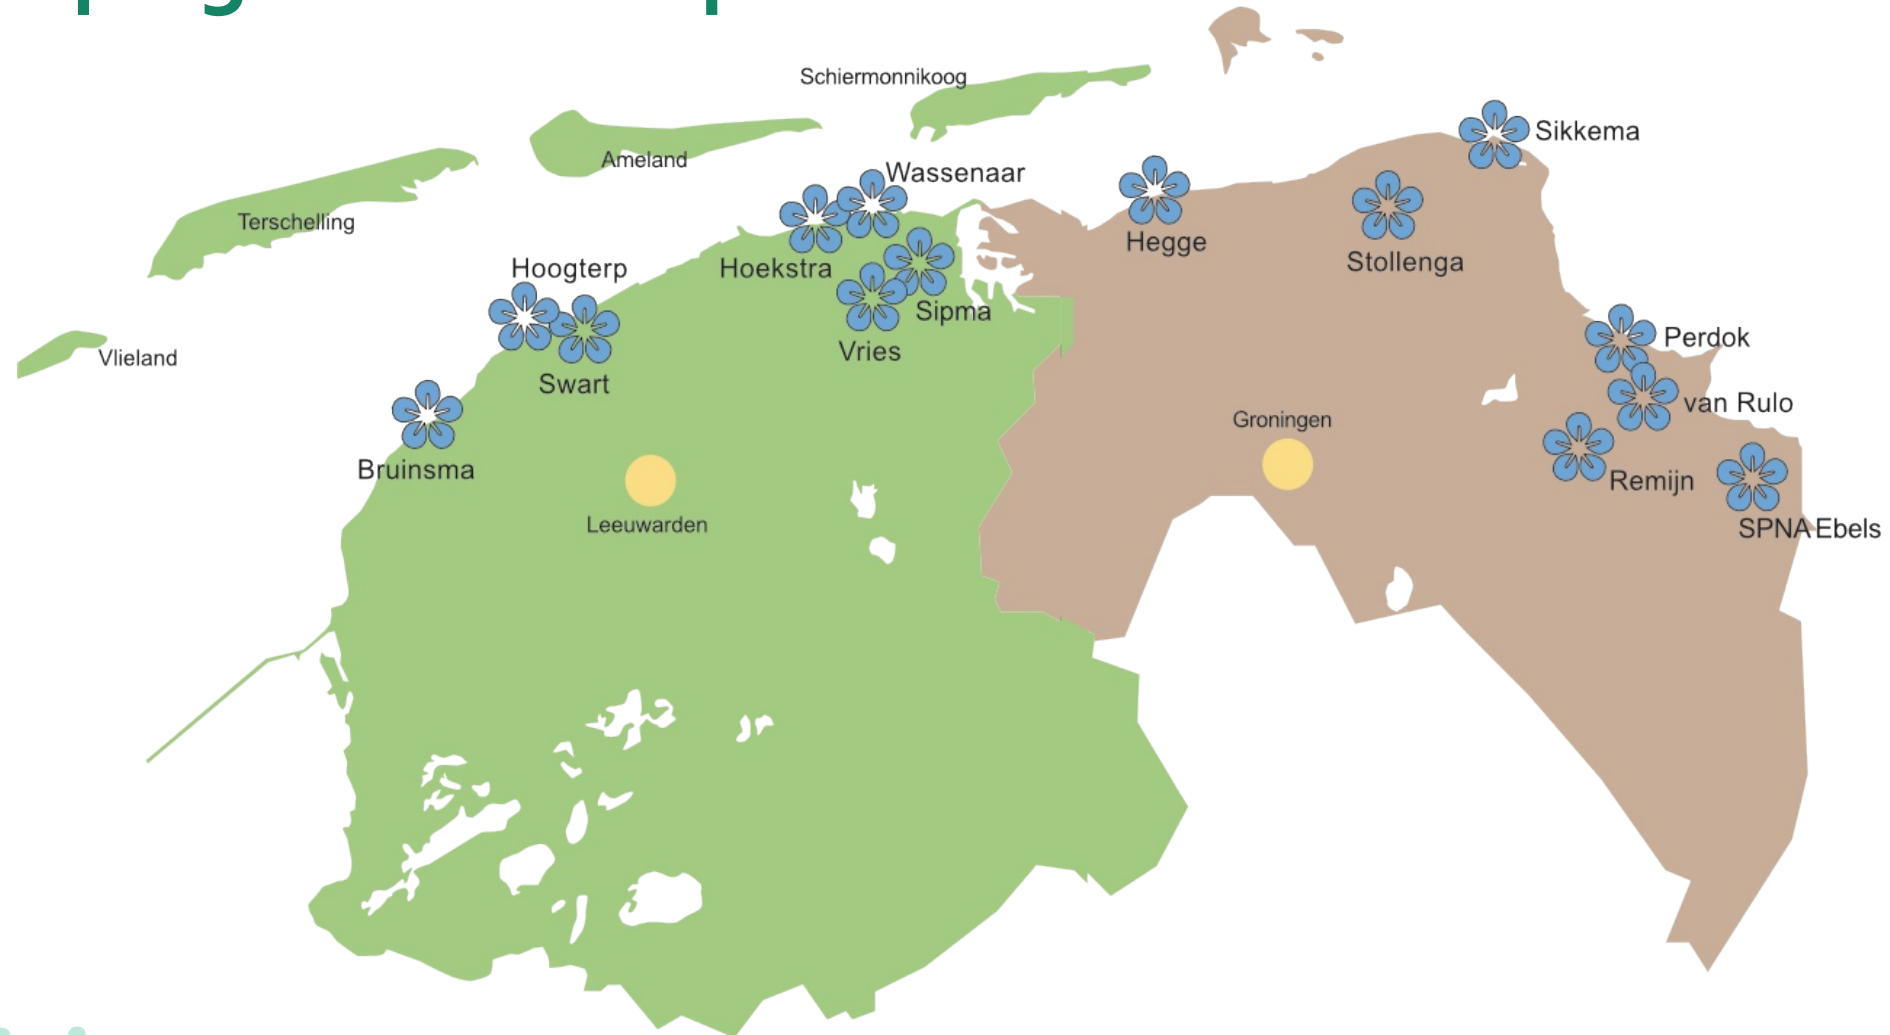 Schiermonnikoog
Sikkema
Ameland
Wassenaar
Terschelling
Hegge
Stollenga
Hoogterp
Hoekstra
Sipma
Vlieland
Vries
Perdok
Swart
van Rulo
Groningen
Bruinsma
Remijn
Leeuwarden
SPNA Ebels